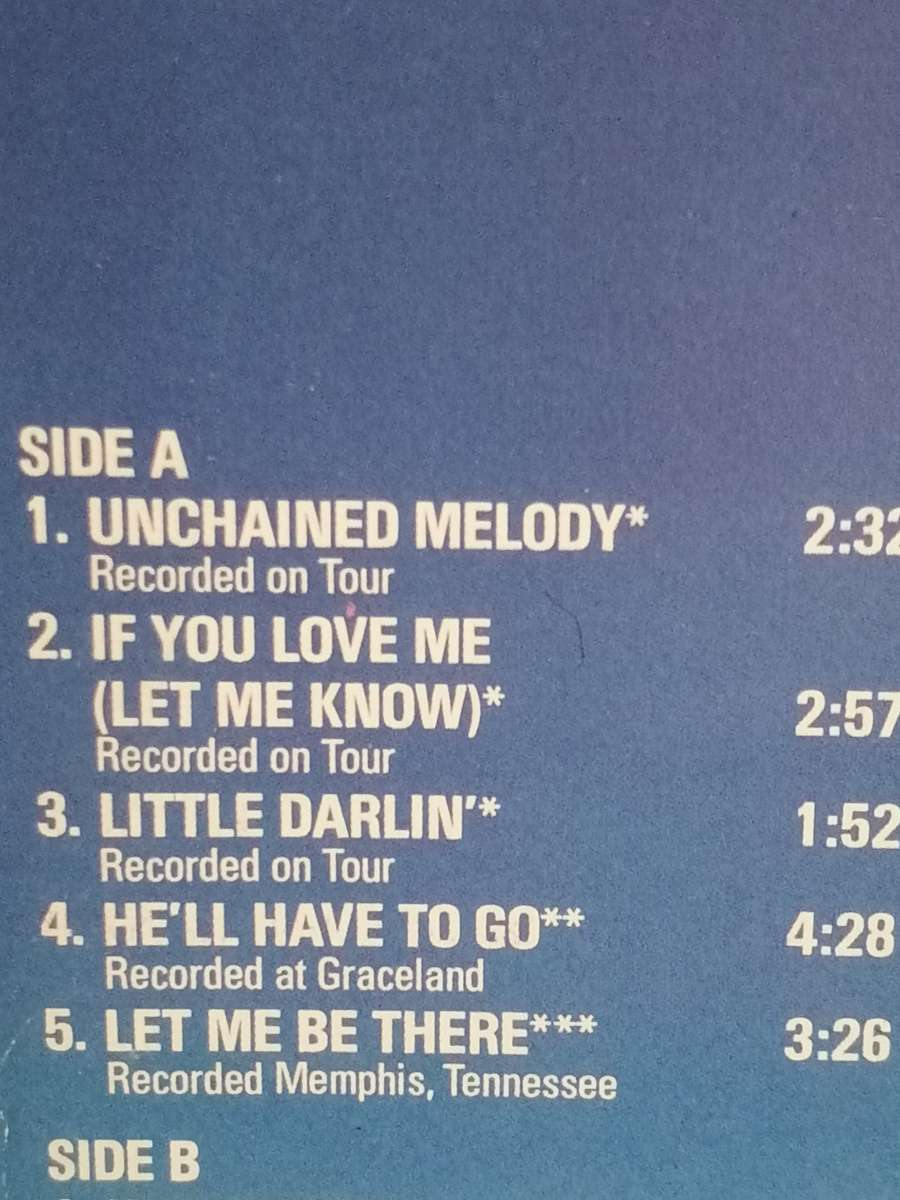 SIDE A
1. UNCHAINED MELODY* 2:32
Recorded on Tour
2. IF YOU LOVE ME
(LET ME KNOW)* 2:57
Recorded on Tour
3. LITTLE DARLIN'* 1:52
Recorded on Tour
4. HE'LL HAVE TO GO** 4:28
Recorded at Graceland
5. LET ME BE THERE*** 3:26
Recorded Memphis, Tennessee
SIDE B